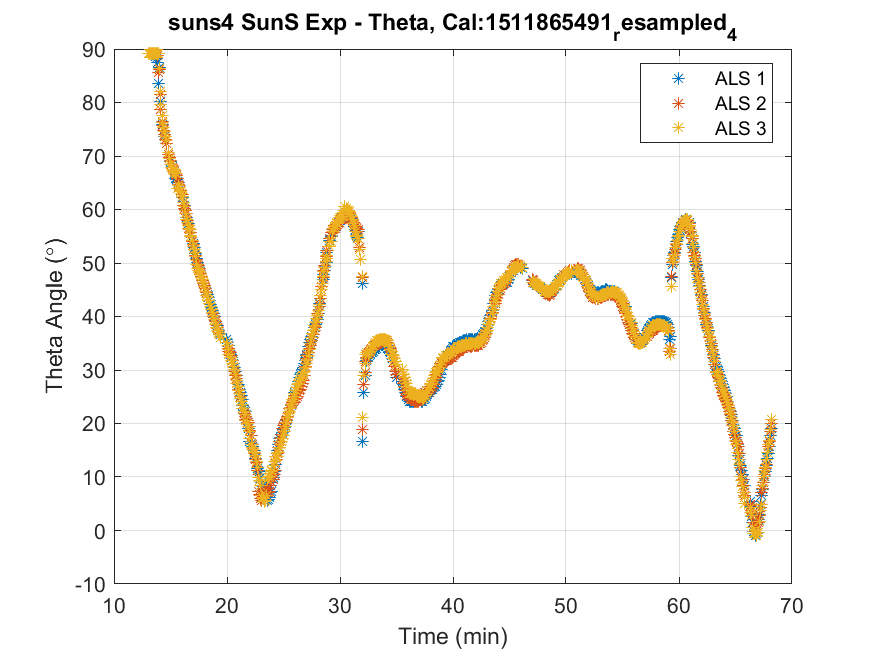 suns4 SunS Exp - Theta, Cal:1511865491resampled4
ALS 1
ALS 2
ALS 3
90
80
70
60
50
40
30
20
10
0
-10
Theta Angle (°)
10 20 30 40 50 60 70
Time (min)